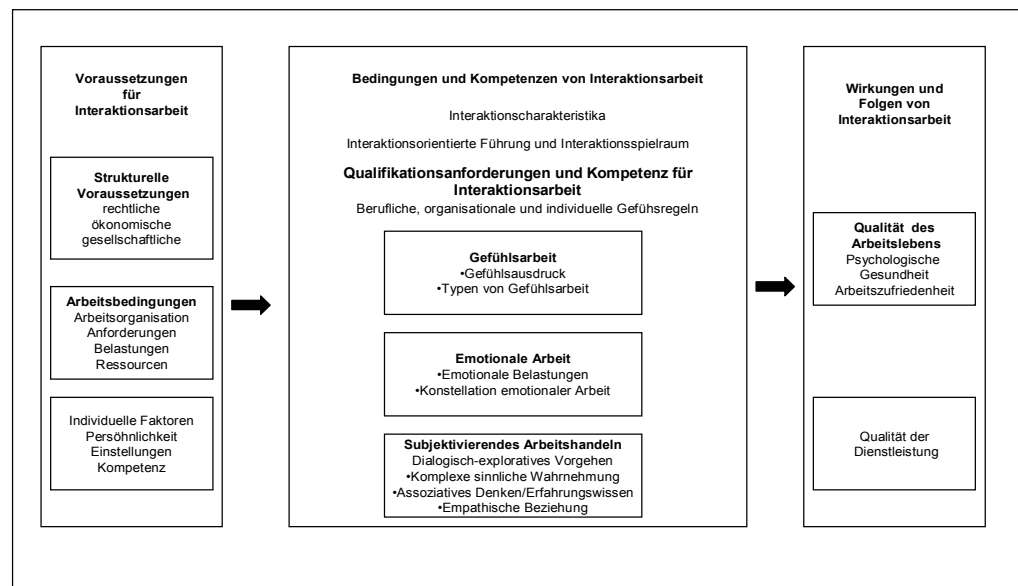 Voraussetzungen
für
Interaktionsarbeit
Strukturelle
Voraussetzungen
rechtliche
ökonomische
gesellschaftliche
Arbeitsbedingungen
Arbeitsorganisation
Anforderungen
Belastungen
Ressourcen
Individuelle Faktoren
Persöhnlichkeit
Einstellungen
Kompetenz
Bedingungen und Kompetenzen von Interaktionsarbeit
Interaktionscharakteristika
Interaktionsorientierte Führung und Interaktionsspielraum
Qualifikationsanforderungen und Kompetenz für
Interaktionsarbeit
Berufliche, organisationale und individuelle Gefühsregeln
Gefühlsarbeit
•Gefühlsausdruck
•Typen von Gefühlsarbeit
Emotionale Arbeit
•Emotionale Belastungen
•Konstellation emotionaler Arbeit
Subjektivierendes Arbeitshandeln
Dialogisch-exploratives Vorgehen
•Komplexe sinnliche Wahrnehmung
•Assoziatives Denken/Erfahrungswissen
•Empathische Beziehung
Wirkungen und
Folgen von
Interaktionsarbeit
Qualität des
Arbeitslebens
Psychologische
Gesundheit
Arbeitszufriedenheit
Qualität der
Dienstleistung